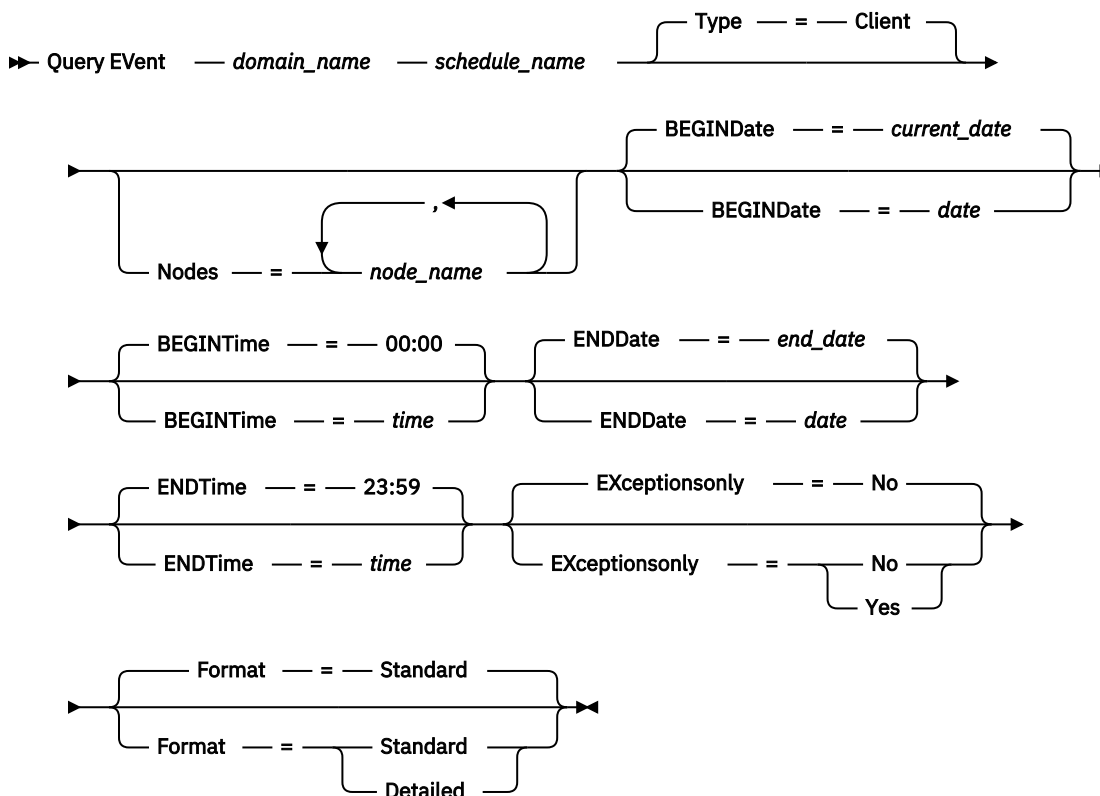 Type = Client
Query EVent domain_name schedule_name
BEGINDate = current_date
BEGINDate = date
,
Nodes = node_name
BEGINTime = 00:00
BEGINTime = time
ENDDate = end_date
ENDDate = date
ENDTime = 23:59
ENDTime = time
EXceptionsonly = No
EXceptionsonly = No
Yes
Format = Standard
Format = Standard
Detailed